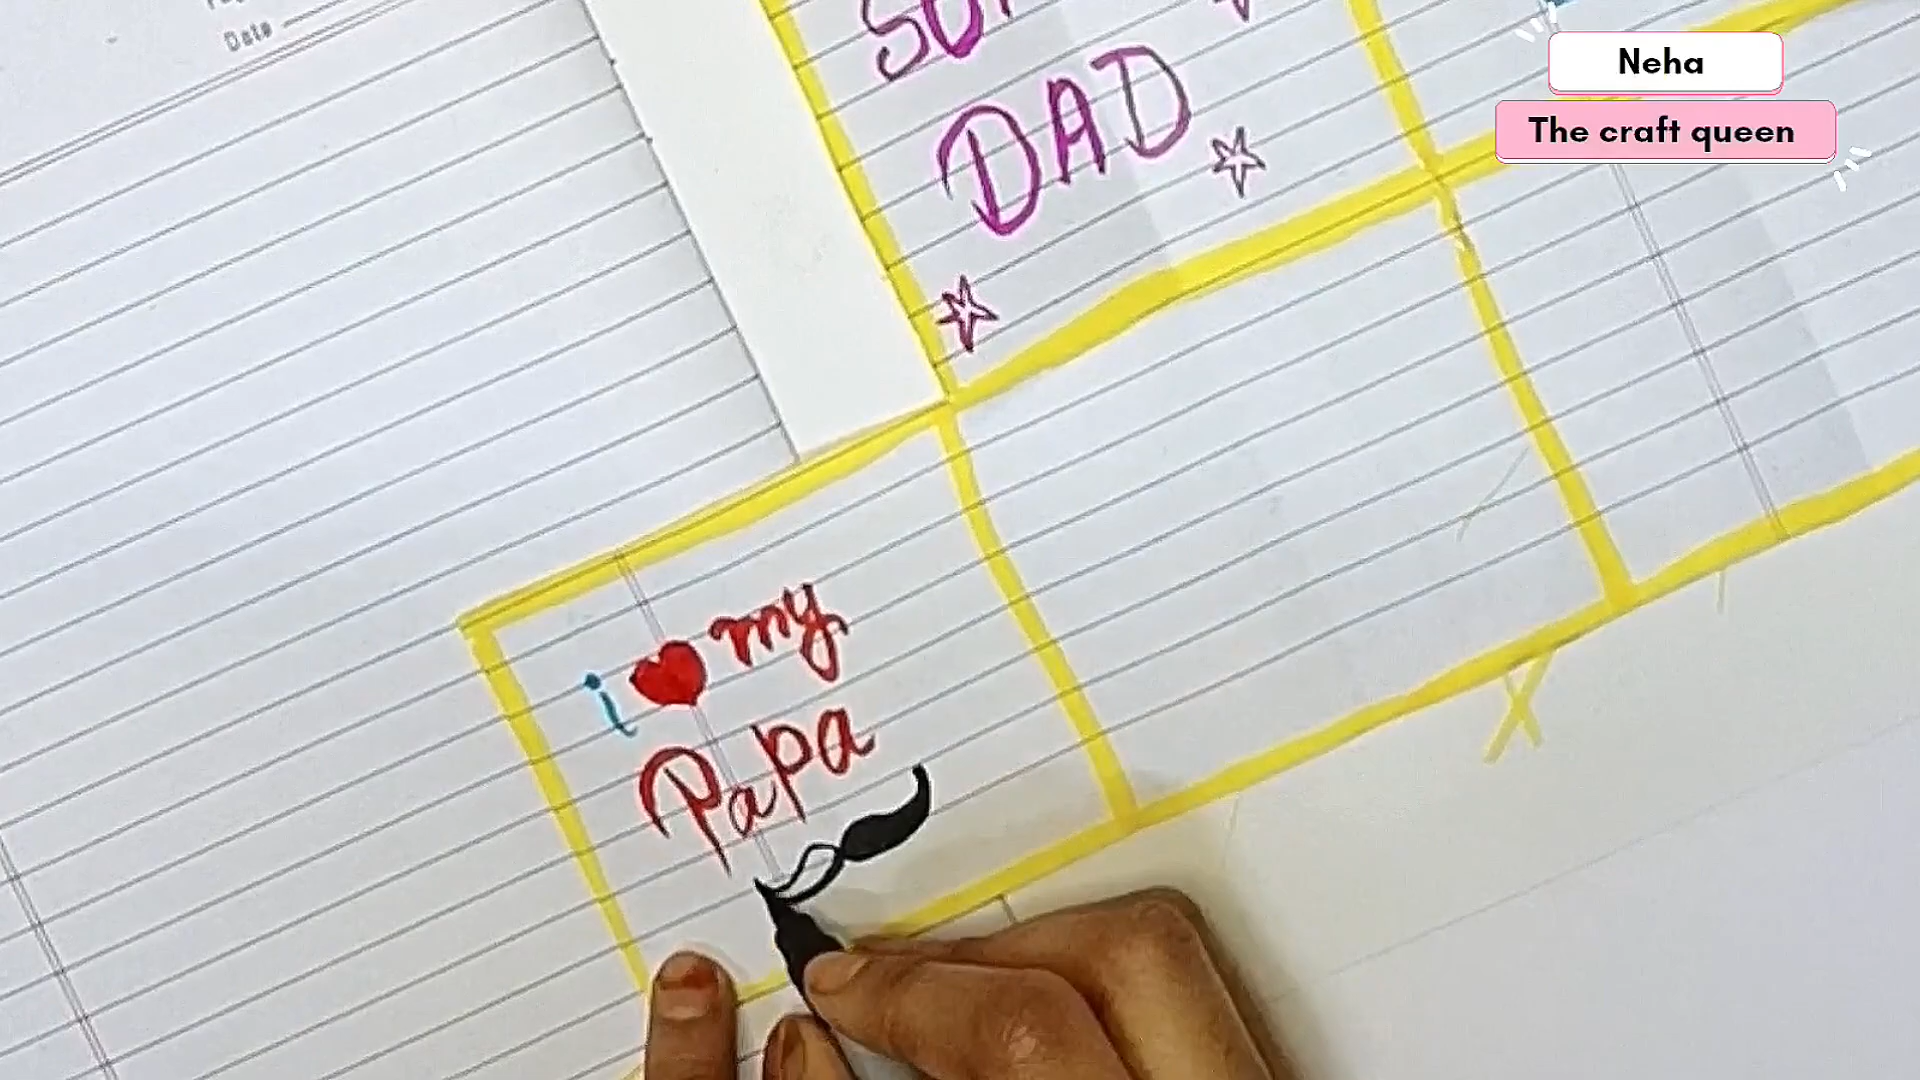 Date
DAD
Neha
The craft queen
i ❤ my
Papa